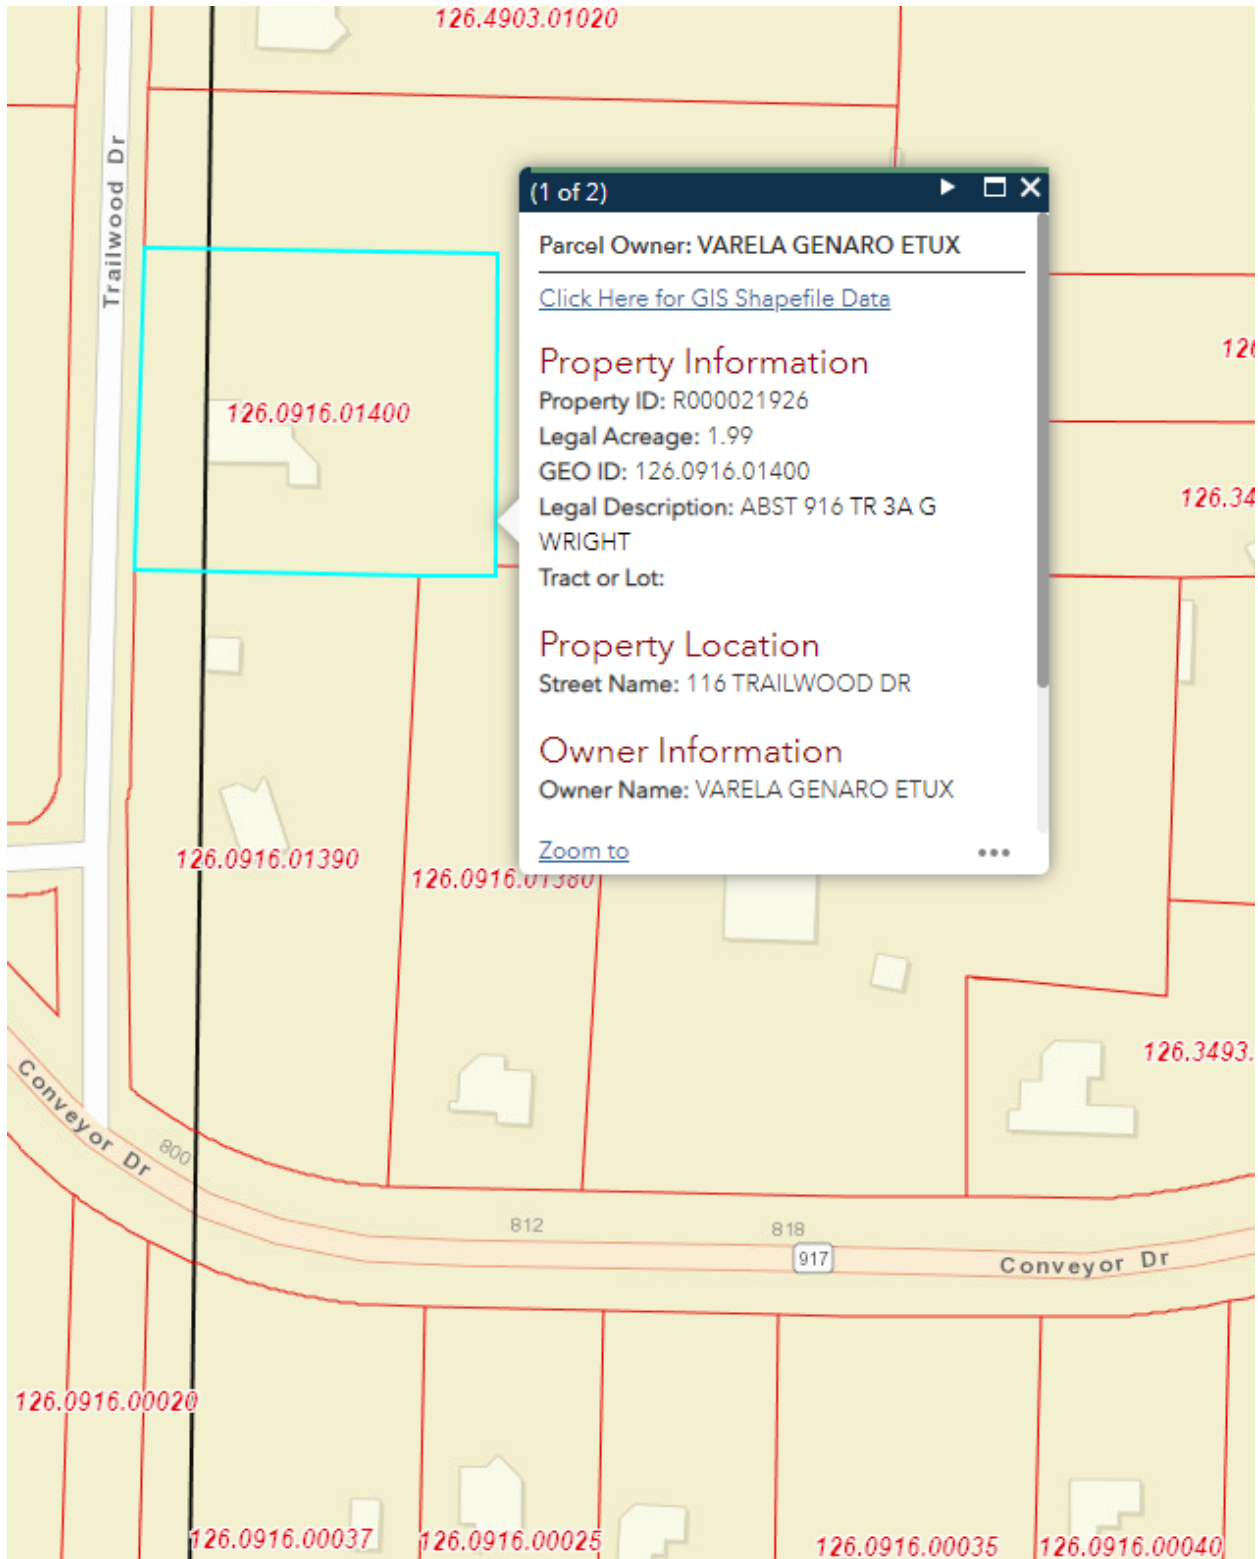 126.4903.01020
Trailwood Dr
(1 of 2)
Parcel Owner: VARELA GENARO ETUX
Click Here for GIS Shapefile Data
Property Information
Property ID: R000021926
Legal Acreage: 1.99
GEO ID: 126.0916.01400
Legal Description: ABST 916 TR 3A G
WRIGHT
Tract or Lot:
Property Location
Street Name: 116 TRAILWOOD DR
Owner Information
Owner Name: VARELA GENARO ETUX
Zoom to
126.0916.01400
126.34
126.0916.01390
126.0916.01380
126.3493.
Conveyor Dr
800
812
818
917
Conveyor Dr
126.0916.00020
126.0916.00037
126.0916.00025
126.0916.00035
126.0916.00040